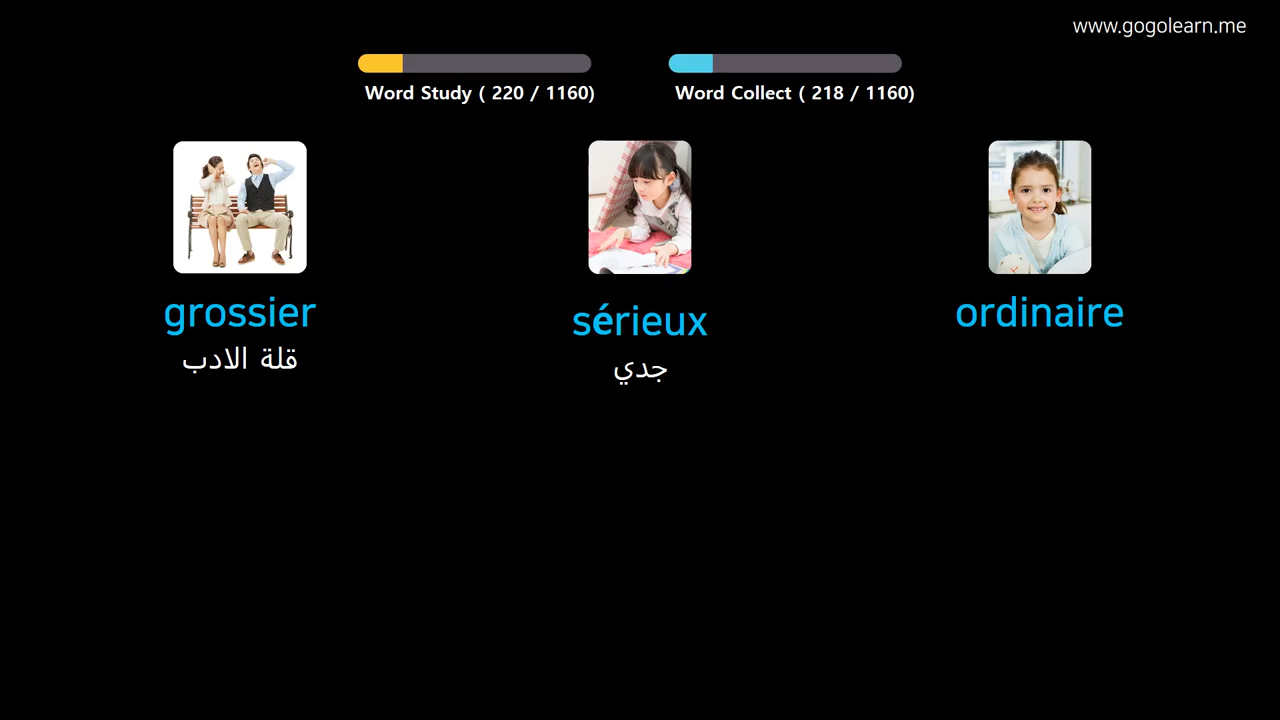 www.gogolearn.me
Word Study ( 220 / 1160)
Word Collect ( 218 / 1160)
grossier
قلة الادب
sérieux
جدي
ordinaire